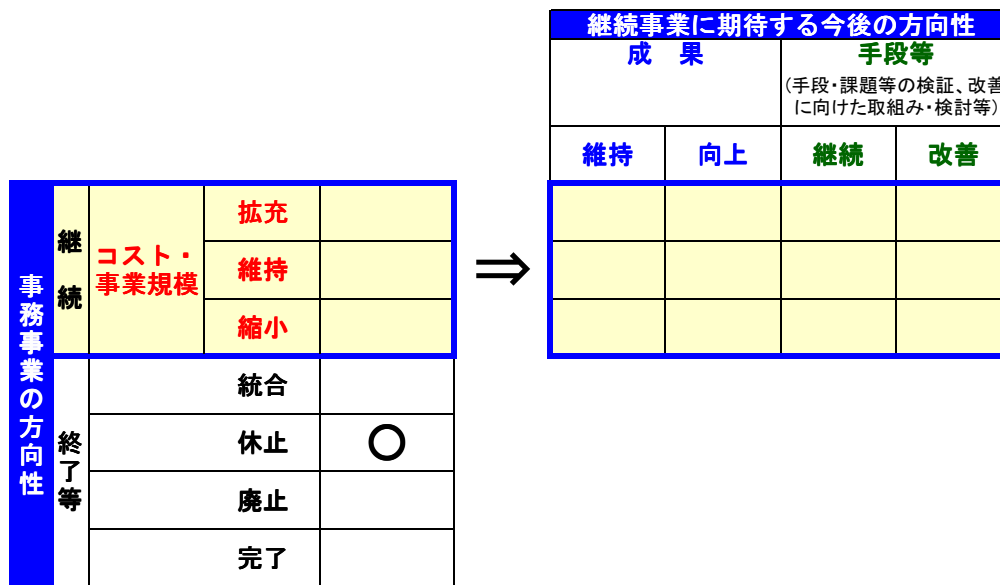 継続事業に期待する今後の方向性
成 果
手段等
(手段・課題等の検証、改善
に向けた取組み・検討等)
維持
向上
継続
改善
事務事業の方向性
継続
コスト・
事業規模
拡充
維持
縮小
⇒
終了等
統合
休止
○
廃止
完了